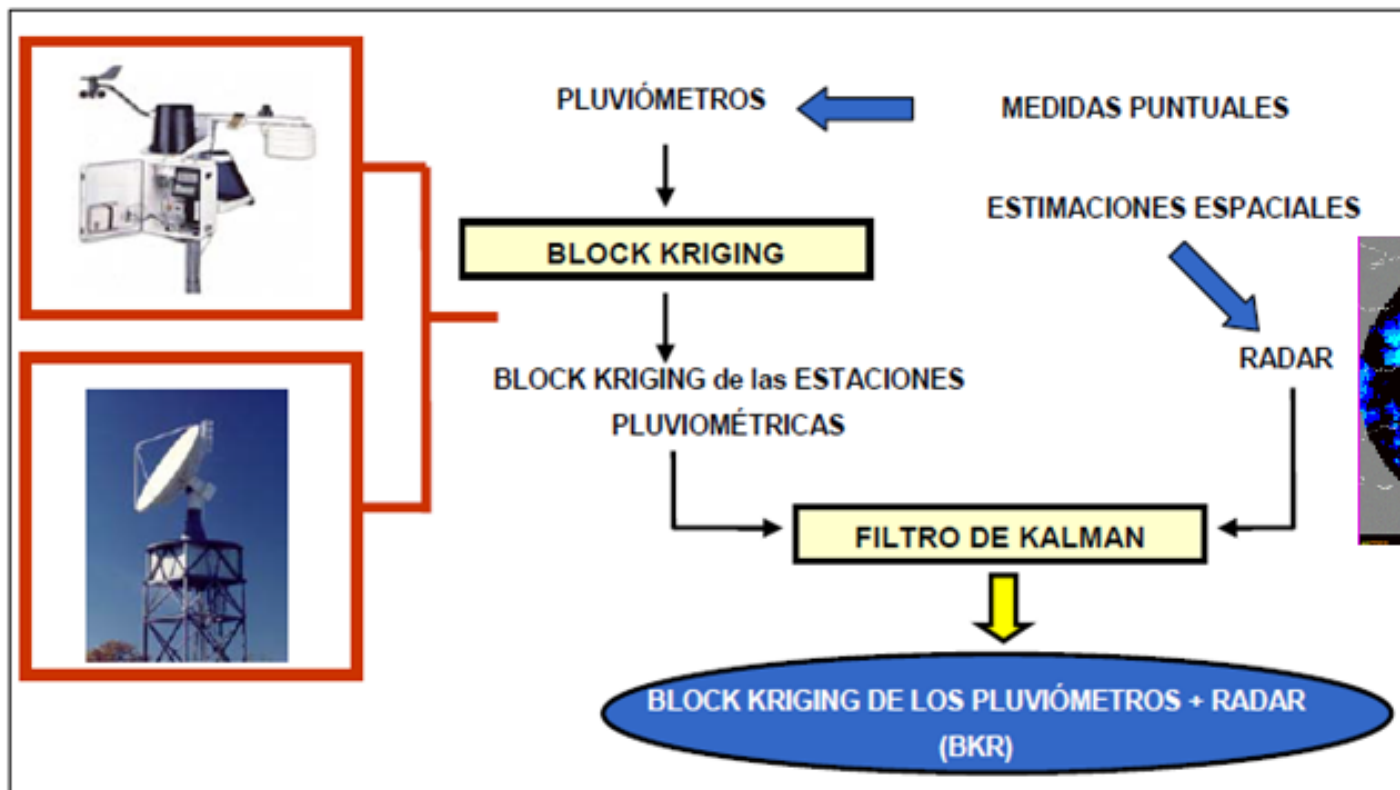 PLUVIÓMETROS
MEDIDAS PUNTUALES
ESTIMACIONES ESPACIALES
BLOCK KRIGING
RADAR
BLOCK KRIGING de las ESTACIONES
PLUVIOMÉTRICAS
FILTRO DE KALMAN
BLOCK KRIGING DE LOS PLUVIÓMETROS + RADAR
(BKR)